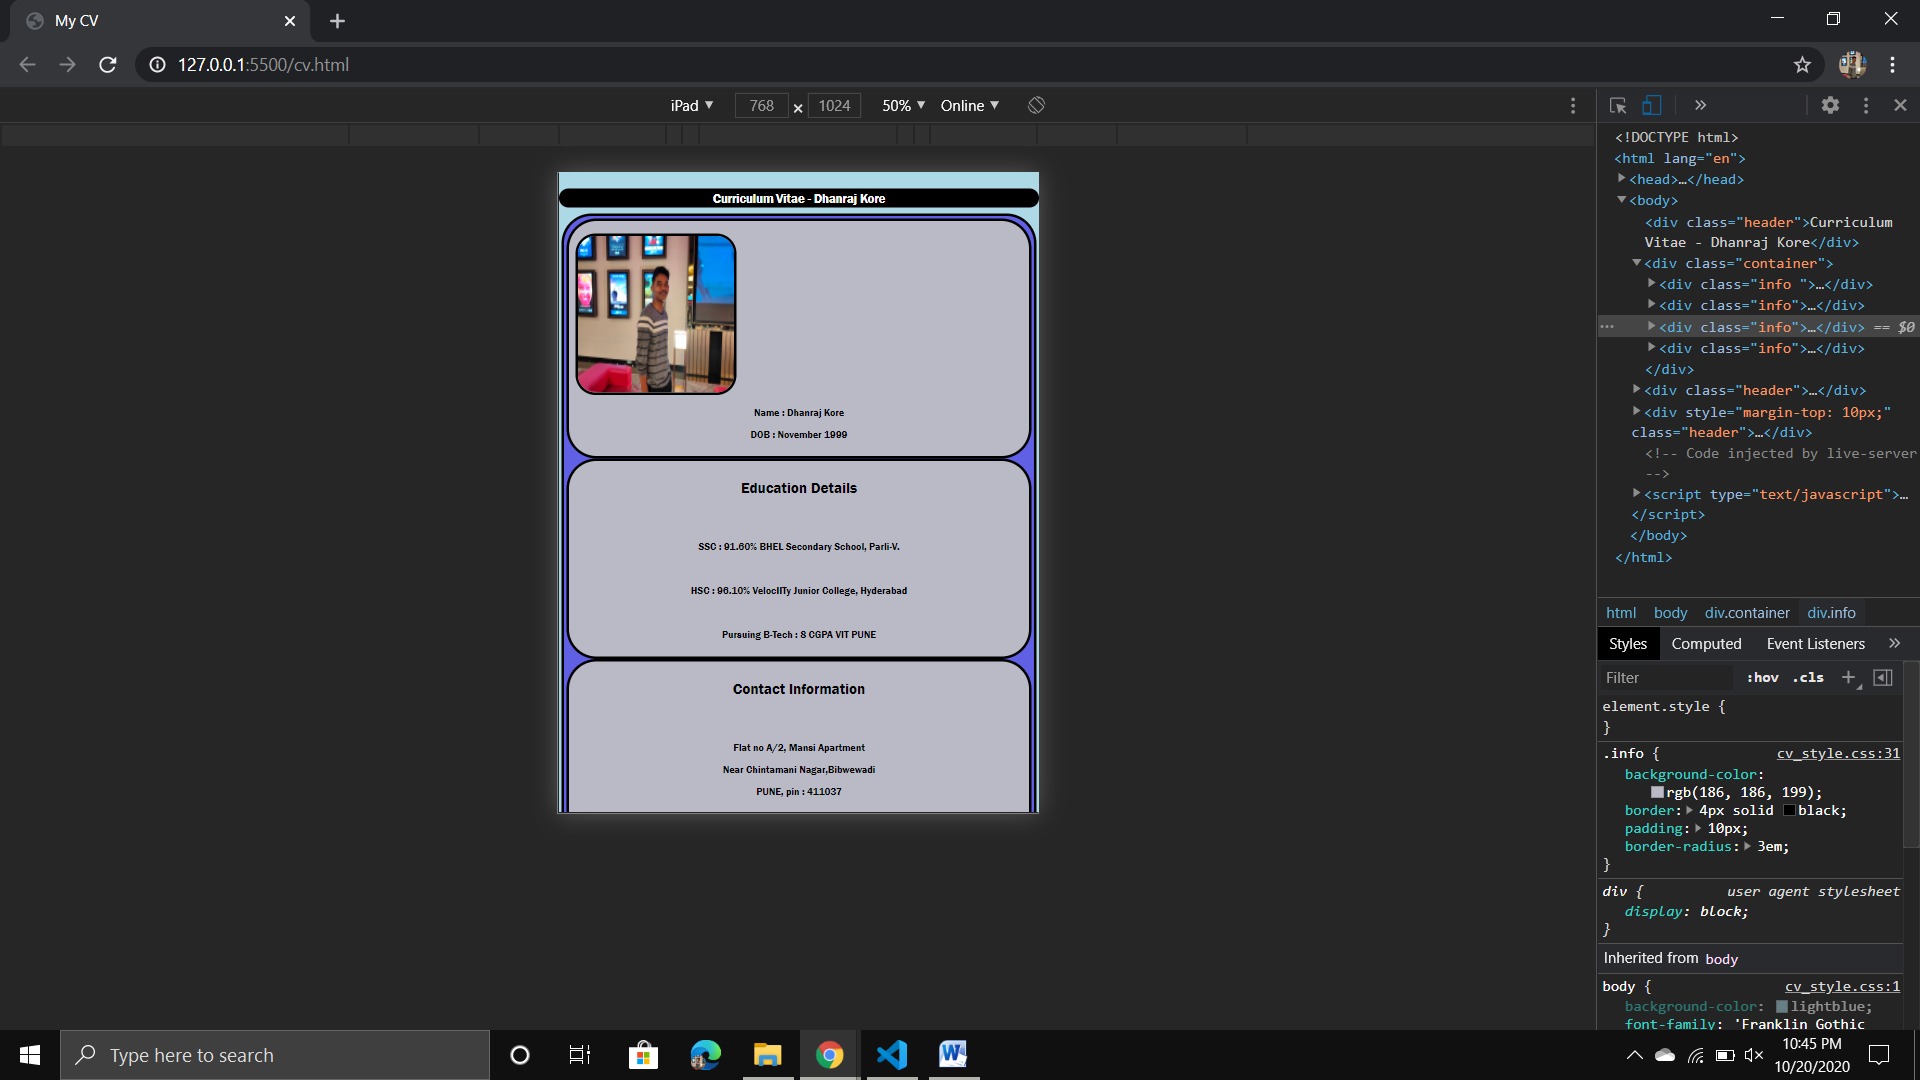 My CV
127.0.0.1:5500/cv.html
iPad ▼ 768 × 1024 50% ▼ Online ▼
Curriculum Vitae - Dhanraj Kore
Name : Dhanraj Kore
DOB : November 1999
Education Details
SSC : 91.60% BHEL Secondary School, Parli-V.
HSC : 96.10% VelocIITy Junior College, Hyderabad
Pursuing B-Tech : 8 CGPA VIT PUNE
Contact Information
Flat no A/2, Mansi Apartment
Near Chintamani Nagar,Bibwewadi
PUNE, pin : 411037
<!DOCTYPE html>
<html lang="en">
<head>…</head>
<body>
<div class="header">Curriculum
Vitae - Dhanraj Kore</div>
<div class="container">
<div class="info ">…</div>
<div class="info">…</div>
<div class="info">…</div> == $0
<div class="info">…</div>
</div>
<div class="header">…</div>
<div style="margin-top: 10px;"
class="header">…</div>
<!-- Code injected by live-server
-->
<script type="text/javascript">…
</script>
</body>
</html>
html body div.container div.info
Styles Computed Event Listeners »
Filter :hov .cls +
element.style {
}
.info { cv_style.css:31
background-color:
rgb(186, 186, 199);
border: 4px solid black;
padding: 10px;
border-radius: 3em;
}
div { user agent stylesheet
display: block;
}
Inherited from body
body { cv_style.css:1
background-color: lightblue;
font-family: 'Franklin Gothic
Type here to search
10:45 PM
10/20/2020